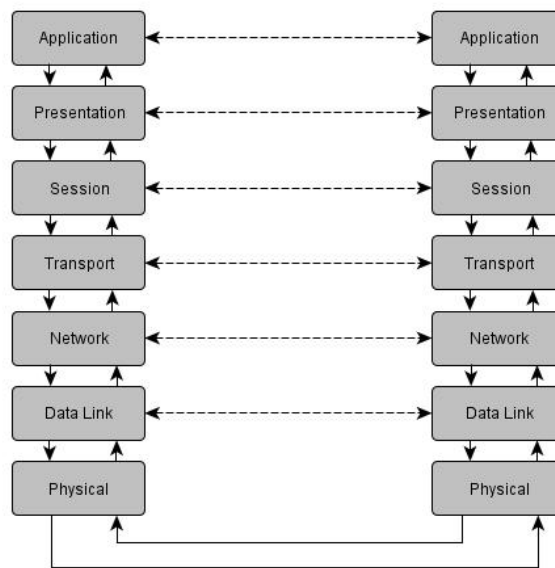 Application Application
Presentation Presentation
Session Session
Transport Transport
Network Network
Data Link Data Link
Physical Physical